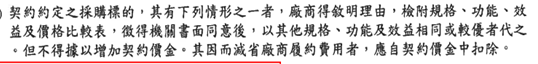 ) 契約約定之採購標的，其有下列情形之一者，廠商得敘明理由，檢附規格、功能、效
益及價格比較表，徵得機關書面同意後，以其他規格、功能及效益相同或較優者代之
。但不得據以增加契約價金。其因而減省廠商履約費用者，應自契約價金中扣除。